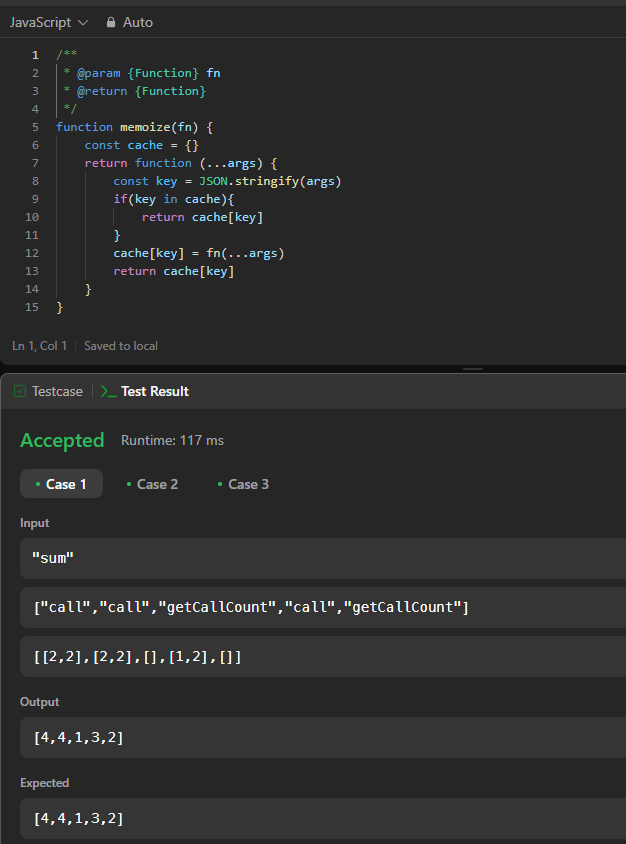 JavaScript Auto
1 /**
2 * @param {Function} fn
3 * @return {Function}
4 */
5 function memoize(fn) {
6 const cache = {}
7 return function (...args) {
8 const key = JSON.stringify(args)
9 if(key in cache){
10 return cache[key]
11 }
12 cache[key] = fn(...args)
13 return cache[key]
14 }
15 }
Ln 1, Col 1 Saved to local
Testcase Test Result
Accepted Runtime: 117 ms
Case 1 Case 2 Case 3
Input
"sum"
["call","call","getCallCount","call","getCallCount"]
[[2,2],[2,2],[],[1,2],[]]
Output
[4,4,1,3,2]
Expected
[4,4,1,3,2]